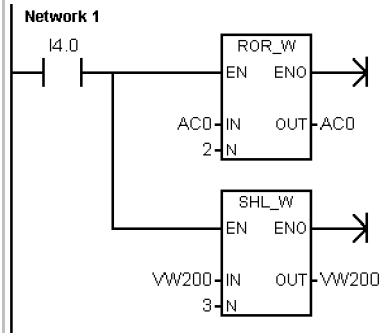 Network 1
I4.0
ROR_W
EN ENO
AC0 IN OUT AC0
2 N
SHL_W
EN ENO
VW200 IN OUT VW200
3 N